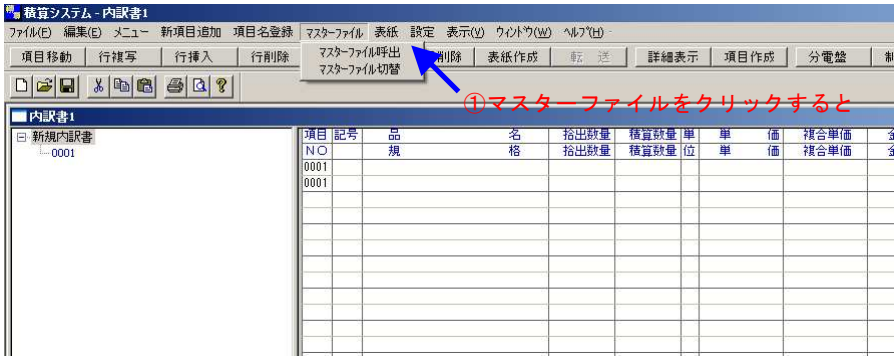 積算システム - 内訳書1
ファイル(F) 編集(E) メニュー 新項目追加 項目名登録 マスターファイル 表紙 設定 表示(V) ウィンドウ(W) ヘルプ(H)
項目移動 行複写 行挿入 行削除 削除 表紙作成 転 送 詳細表示 項目作成 分電盤 制
マスターファイル呼出
マスターファイル切替
①マスターファイルをクリックすると
内訳書1
新規内訳書
0001
項目 記号 品 名 拾出数量 積算数量 単 単 価 複合単価 金
NO 規 格 拾出数量 積算数量 位 単 価 複合単価 金
0001
0001